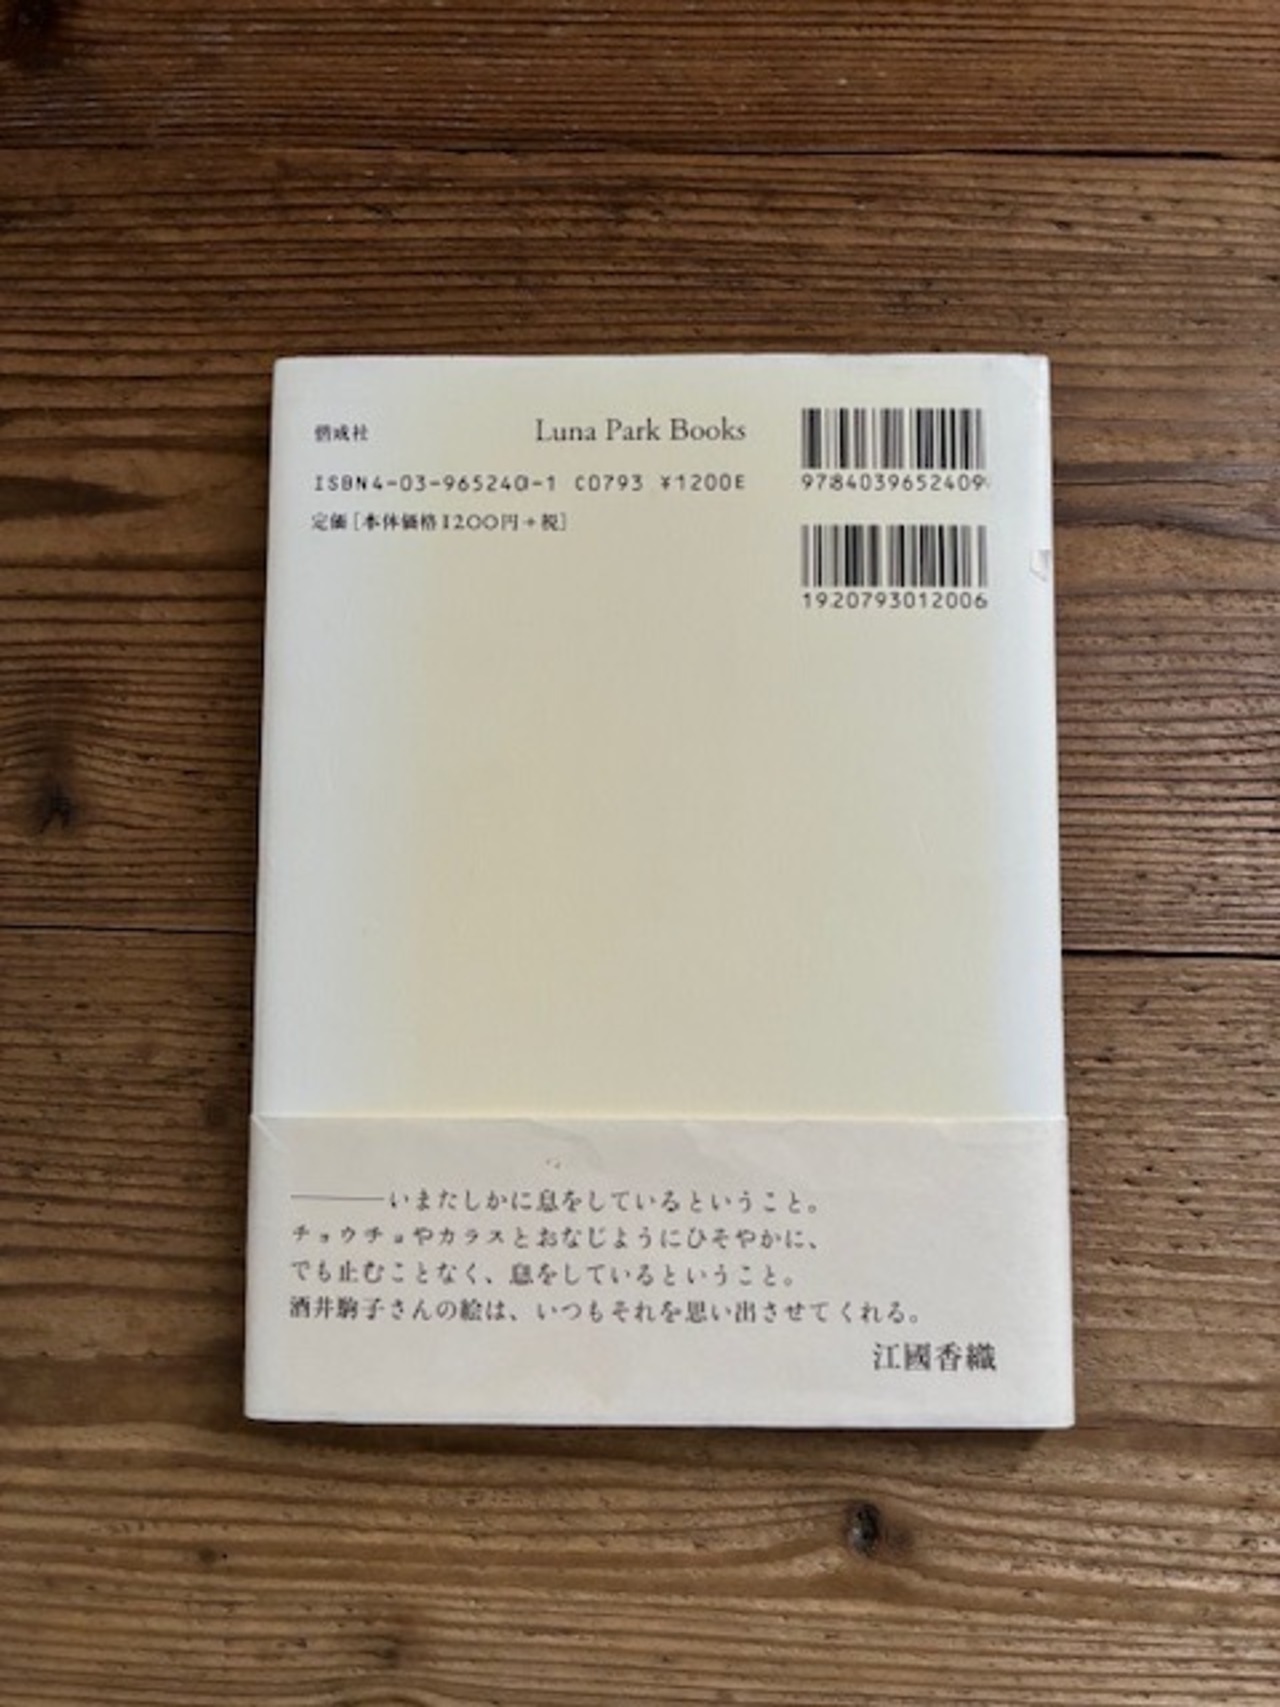 偕成社
Luna Park Books
ISBN4-03-965240-1 C0793 ¥1200E
定価[本体価格1200円+税]
9784039652409
1920793012006
————いまたしかに息をしているということ。
チョウチョやカラスとおなじようにひそやかに、
でも止むことなく、息をしているということ。
酒井駒子さんの絵は、いつもそれを思い出させてくれる。
江國香織